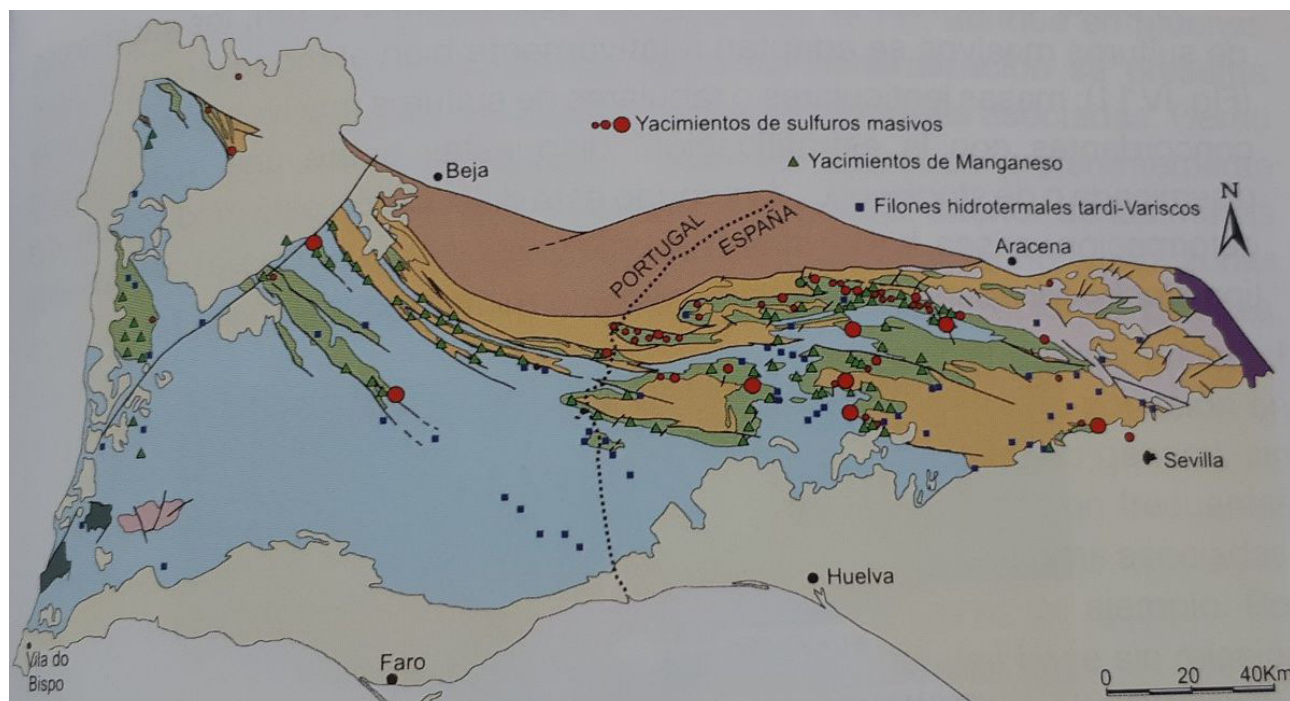 Yacimientos de sulfuros masivos
Beja
Yacimientos de Manganeso
Filones hidrotermales tardi-Variscos
N
PORTUGAL
ESPAÑA
Aracena
Sevilla
Huelva
Vila do
Bispo
Faro
0 20 40Km